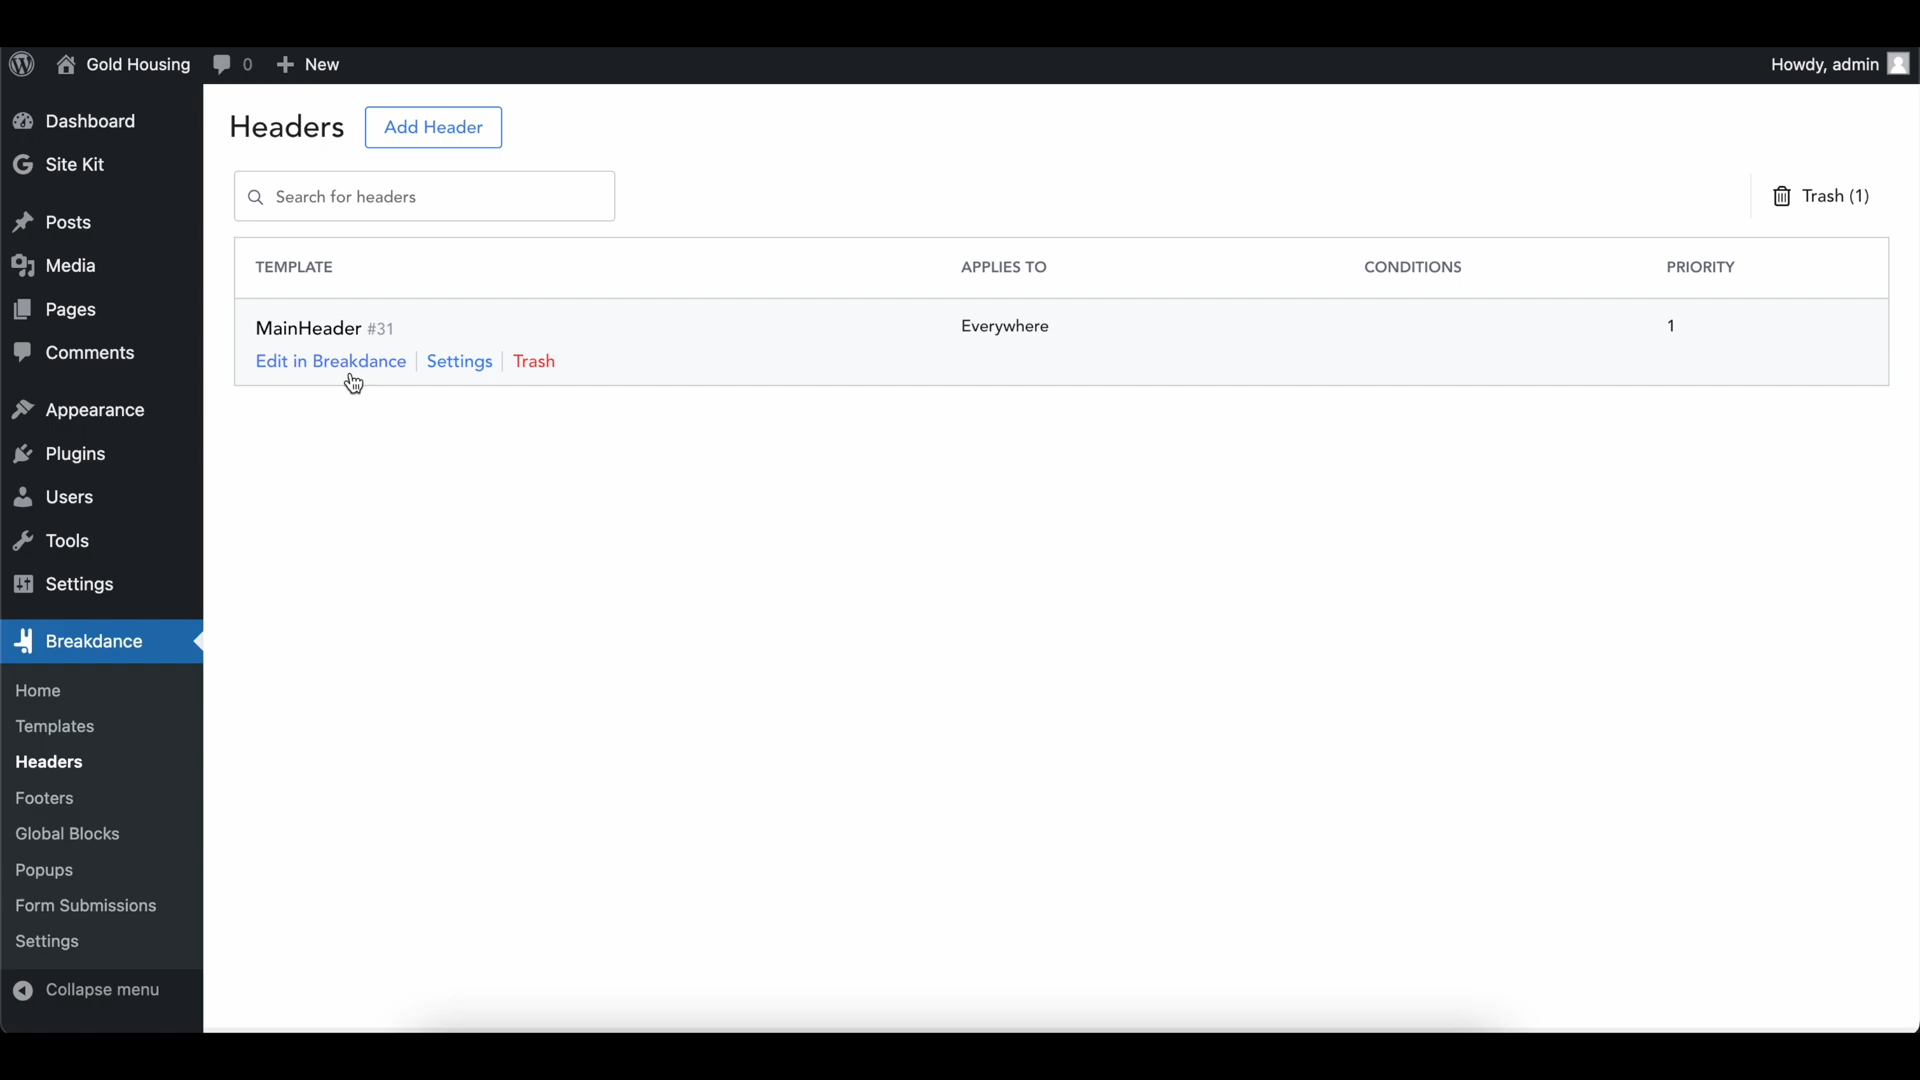 Gold Housing 0 New Howdy, admin
Dashboard
Site Kit
Posts
Media
Pages
Comments
Appearance
Plugins
Users
Tools
Settings
Breakdance
Home
Templates
Headers
Footers
Global Blocks
Popups
Form Submissions
Settings
Collapse menu
Headers Add Header
Search for headers Trash (1)
TEMPLATE APPLIES TO CONDITIONS PRIORITY
MainHeader #31 Everywhere 1
Edit in Breakdance Settings Trash